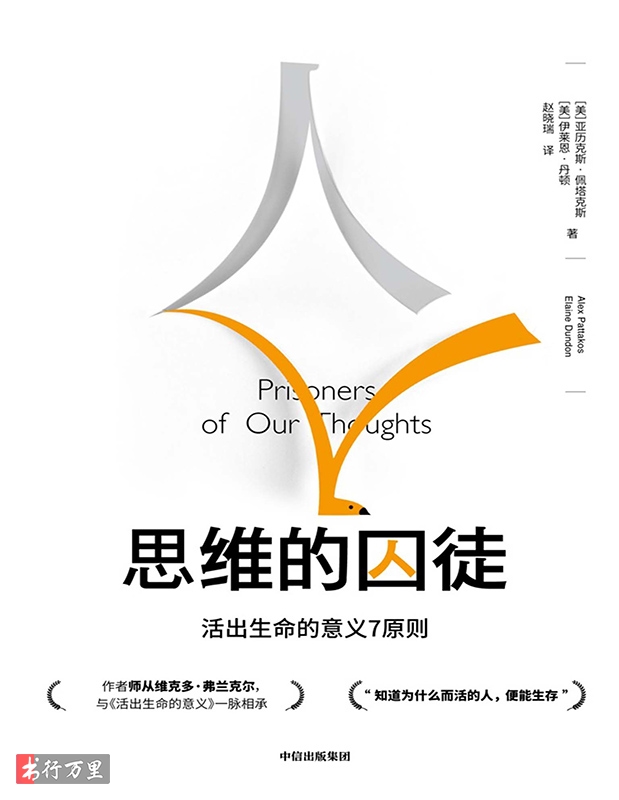 [美]亚历克斯·佩塔克斯
[美]伊莱恩·丹顿 著
赵晓瑞 译
Alex Pattakos
Elaine Dundon
Prisoners
of Our Thoughts
思维的囚徒
活出生命的意义7原则
作者师从维克多·弗兰克尔，
与《活出生命的意义》一脉相承
“知道为什么而活的人，便能生存”
中信出版集团
书行万里